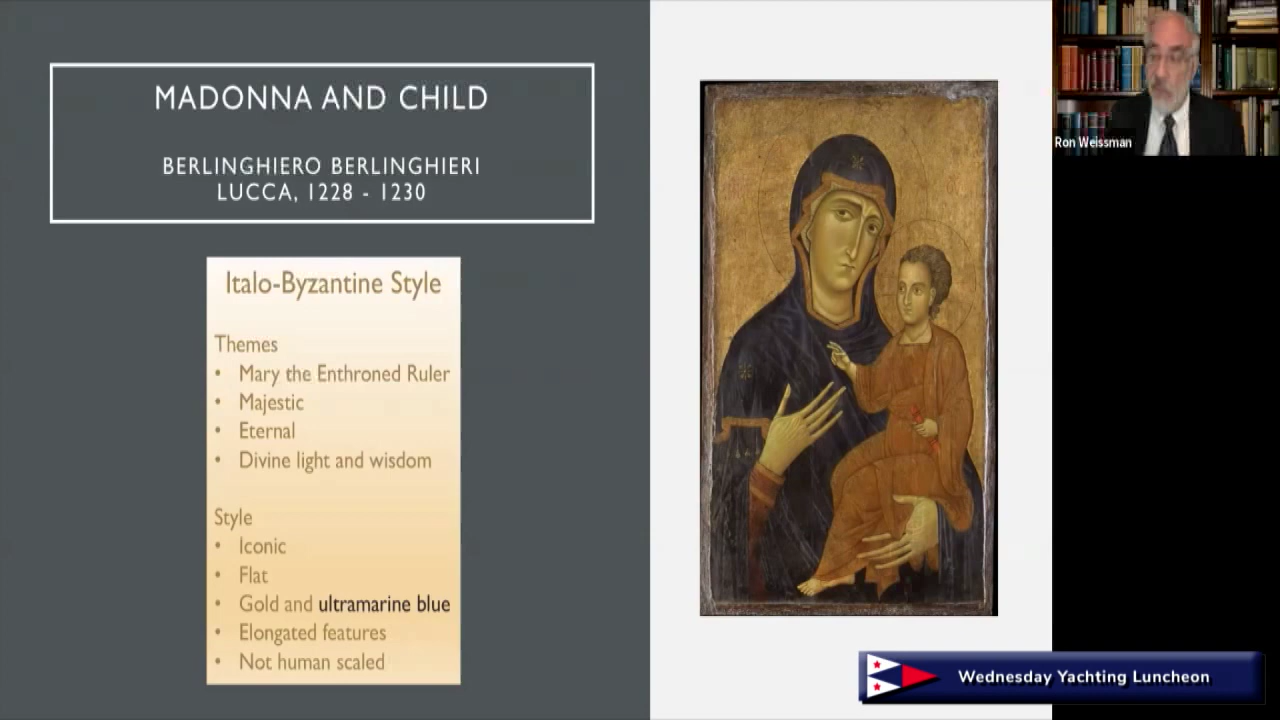 MADONNA AND CHILD
BERLINGHIERO BERLINGHIERI
LUCCA, 1228 - 1230
Italo-Byzantine Style
Themes
• Mary the Enthroned Ruler
• Majestic
• Eternal
• Divine light and wisdom
Style
• Iconic
• Flat
• Gold and ultramarine blue
• Elongated features
• Not human scaled
Ron Weissman
Wednesday Yachting Luncheon